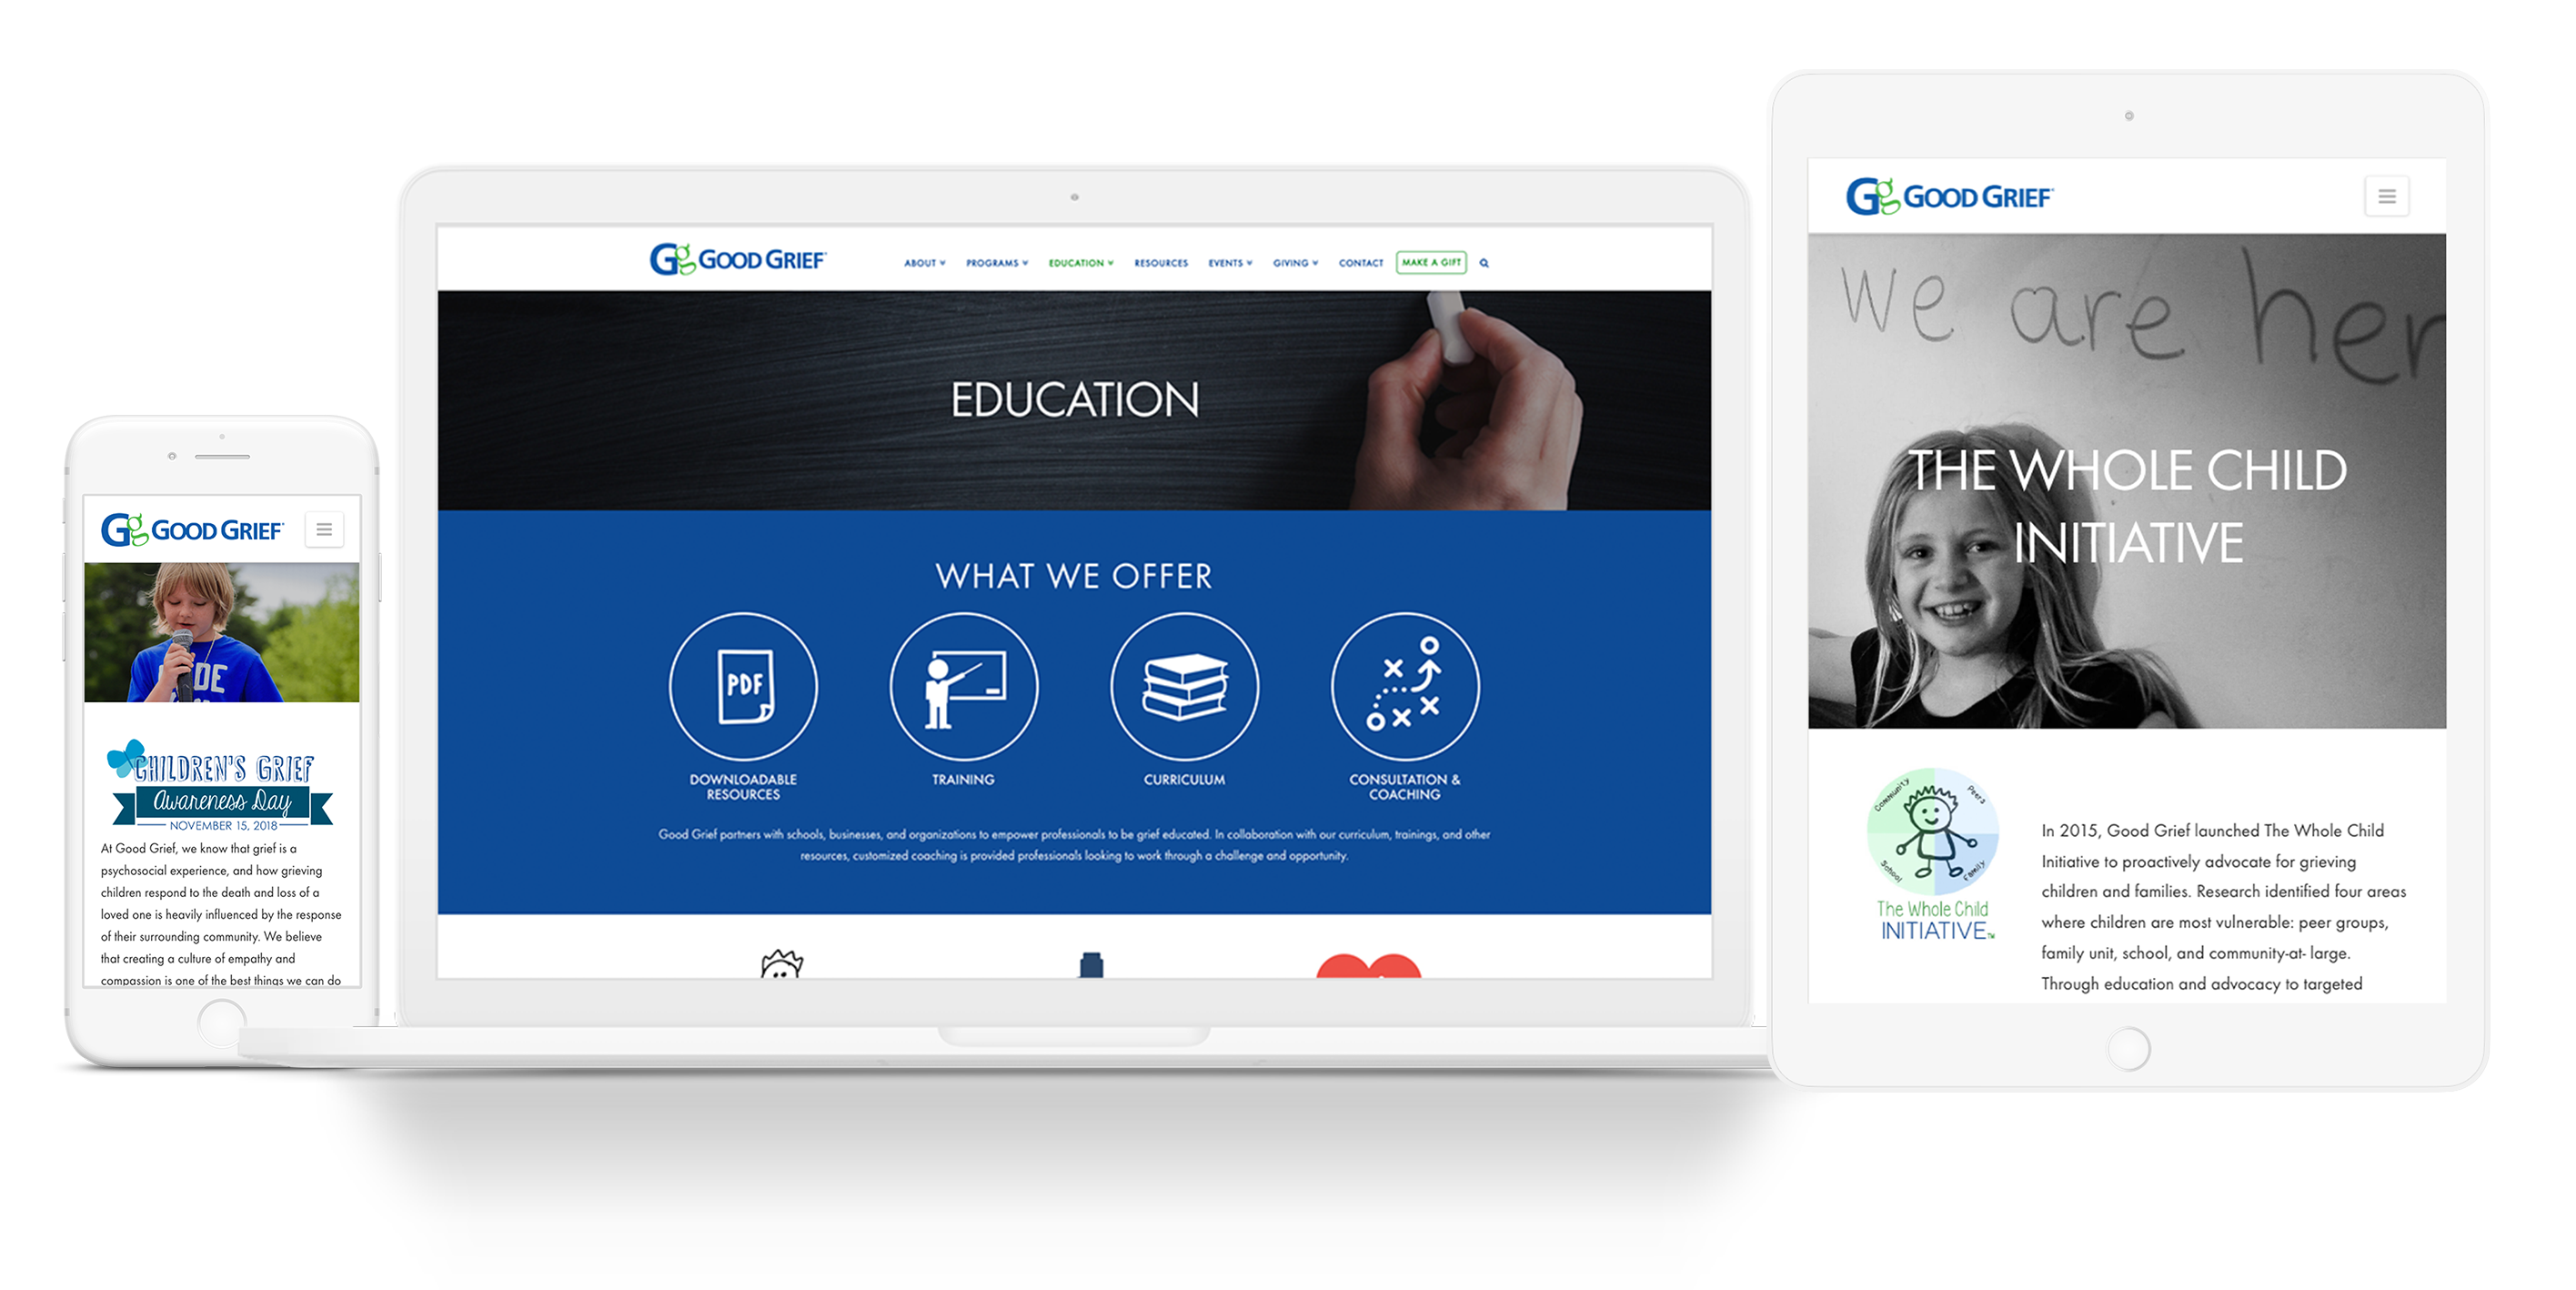 Gg GOOD GRIEF
CHILDREN'S GRIEF
Awareness Day
NOVEMBER 15, 2018
At Good Grief, we know that grief is a
psychosocial experience, and how grieving
children respond to the death and loss of a
loved one is heavily influenced by the response
of their surrounding community. We believe
that creating a culture of empathy and
compassion is one of the best things we can do
Gg GOOD GRIEF
ABOUT PROGRAMS EDUCATION RESOURCES EVENTS GIVING CONTACT MAKE A GIFT
EDUCATION
WHAT WE OFFER
PDF
DOWNLOADABLE
RESOURCES
TRAINING
CURRICULUM
CONSULTATION &
COACHING
Good Grief partners with schools, businesses, and organizations to empower professionals to be grief educated. In collaboration with our curriculum, trainings, and other
resources, customized coaching is provided professionals looking to work through a challenge and opportunity.
Gg GOOD GRIEF
We are her
THE WHOLE CHILD
INITIATIVE
Community
Peers
School
Family
The Whole Child
INITIATIVE™
In 2015, Good Grief launched The Whole Child
Initiative to proactively advocate for grieving
children and families. Research identified four areas
where children are most vulnerable: peer groups,
family unit, school, and community-at- large.
Through education and advocacy to targeted